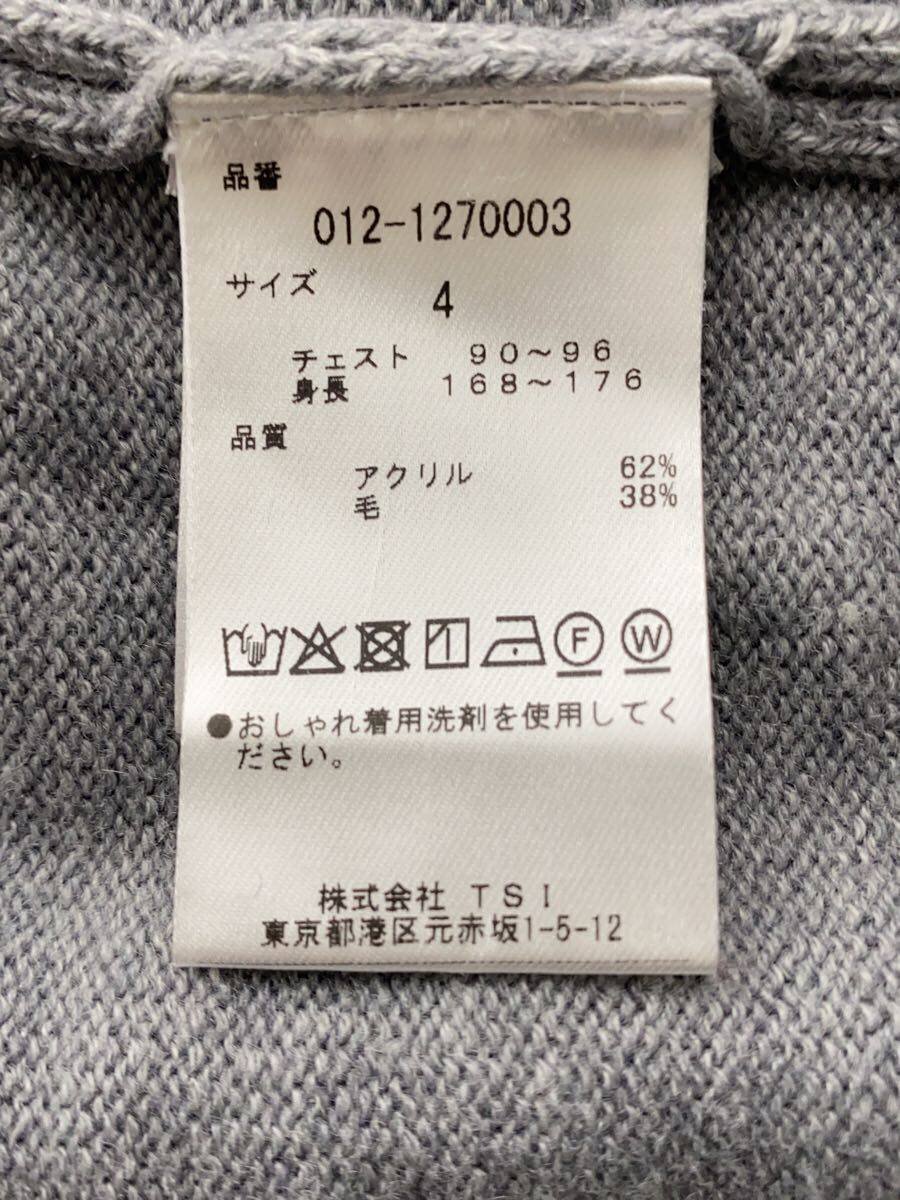 品番
012-1270003
サイズ 4
チェスト 90～96
身長 168～176
品質
アクリル 62%
毛 38%
F W
●おしゃれ着用洗剤を使用してく
ださい。
株式会社 TSI
東京都港区元赤坂1-5-12